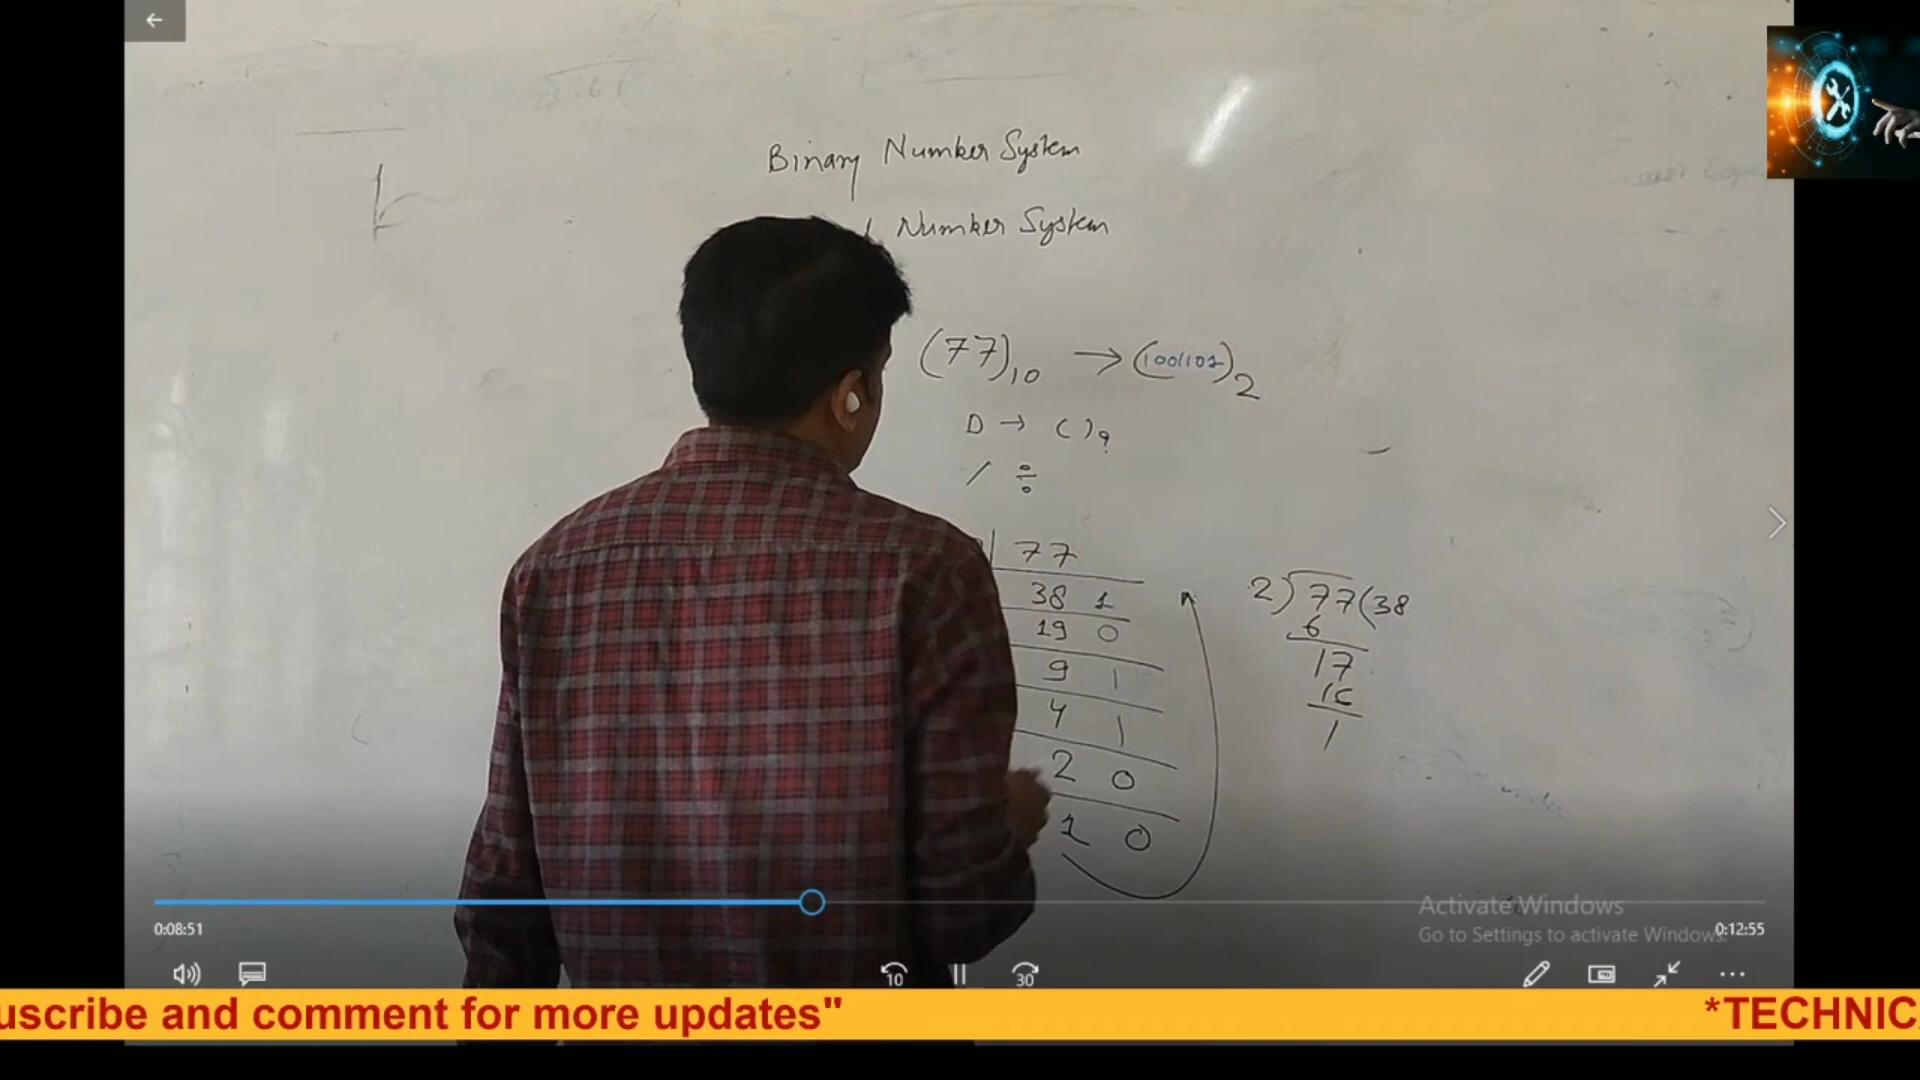 Binary Number System
Number System
(77)10 → (1001101)2
D → ( )?
/ ÷
77
38 1
19 0
9 1
4 1
2 0
1 0
2)77(38
6
17
16
1
Activate Windows
Go to Settings to activate Windows.
0:08:51
0:12:55
10
30
uscribe and comment for more updates"
*TECHNIC